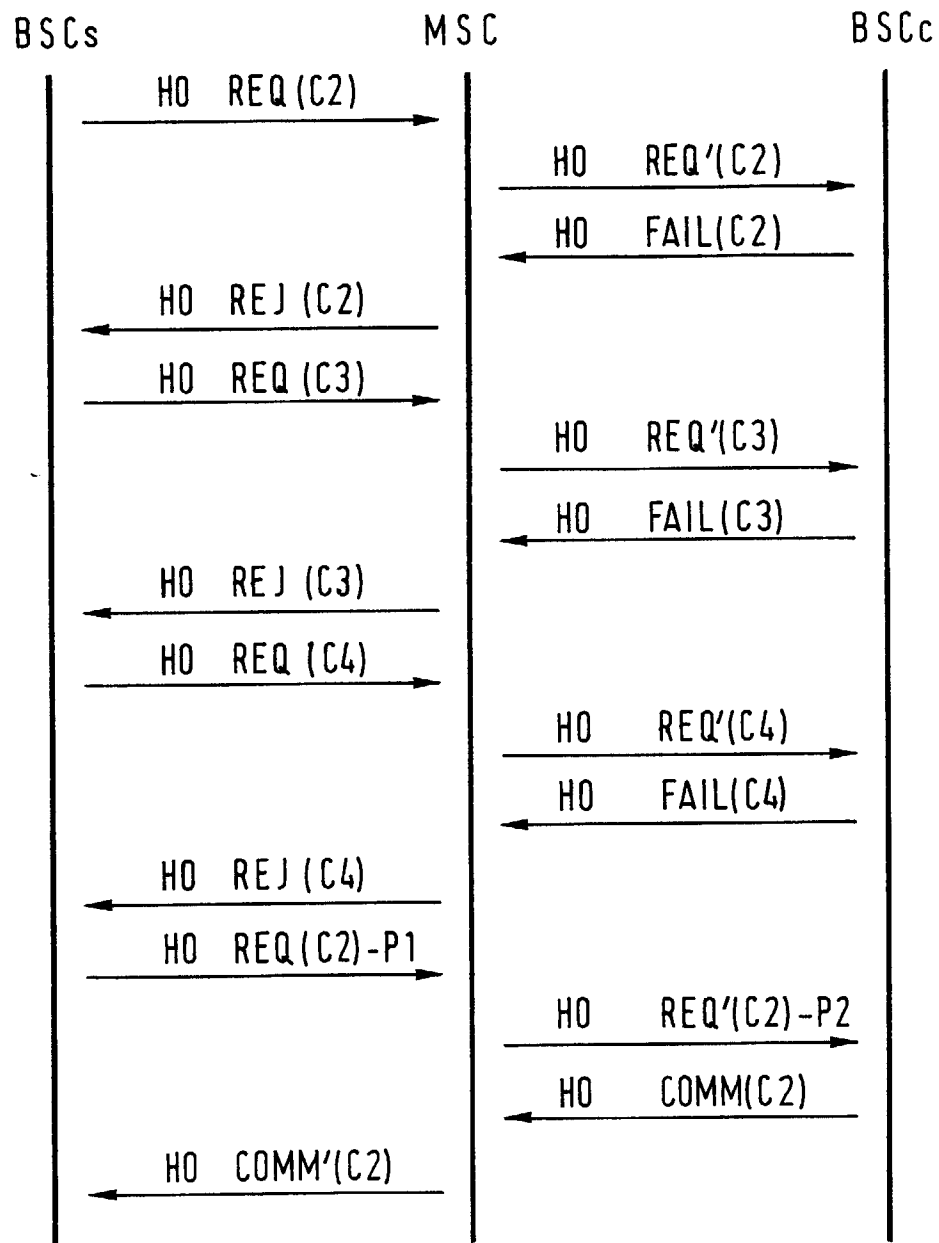 BSCs MSC BSCc
HO REQ(C2)
HO REQ'(C2)
HO FAIL(C2)
HO REJ(C2)
HO REQ(C3)
HO REQ'(C3)
HO FAIL(C3)
HO REJ(C3)
HO REQ(C4)
HO REQ'(C4)
HO FAIL(C4)
HO REJ(C4)
HO REQ(C2)-P1
HO REQ'(C2)-P2
HO COMM(C2)
HO COMM'(C2)